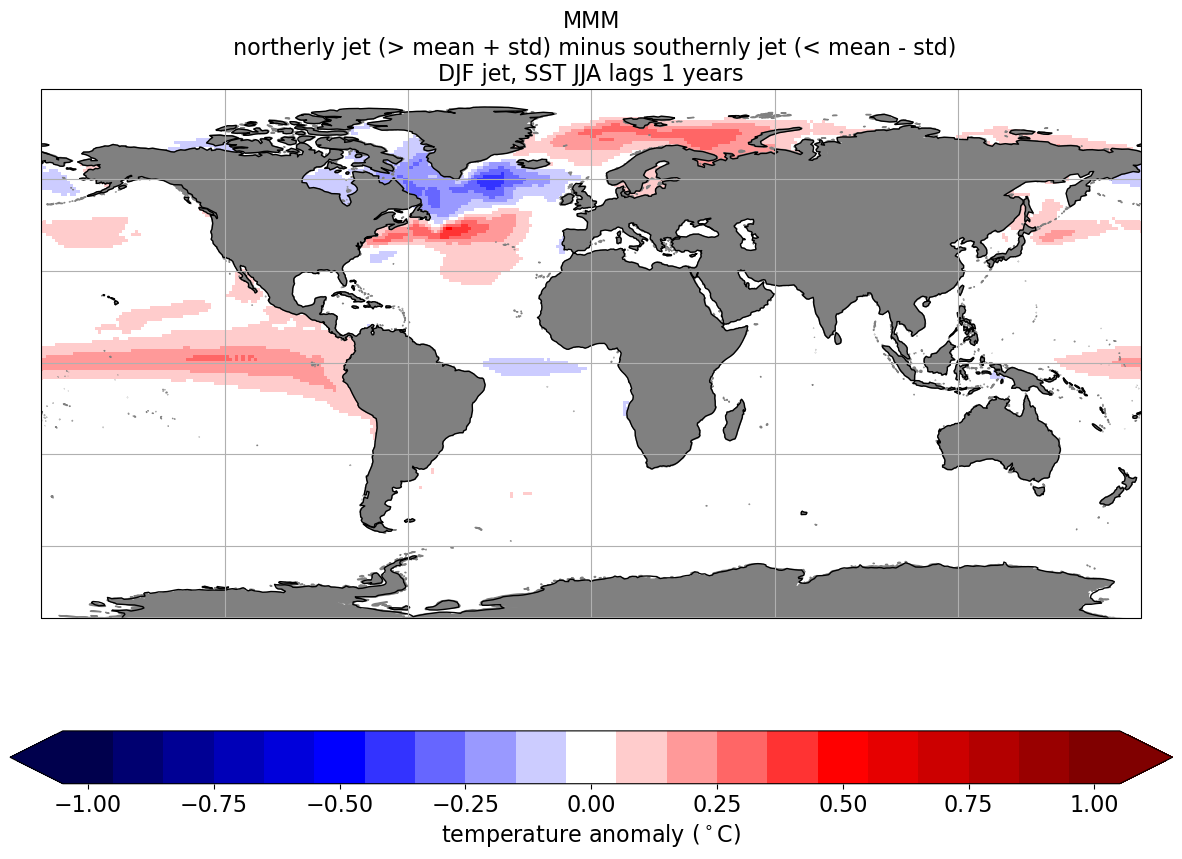 MMM
northerly jet (> mean + std) minus southernly jet (< mean - std)
DJF jet, SST JJA lags 1 years
−1.00 −0.75 −0.50 −0.25 0.00 0.25 0.50 0.75 1.00
temperature anomaly (°C)